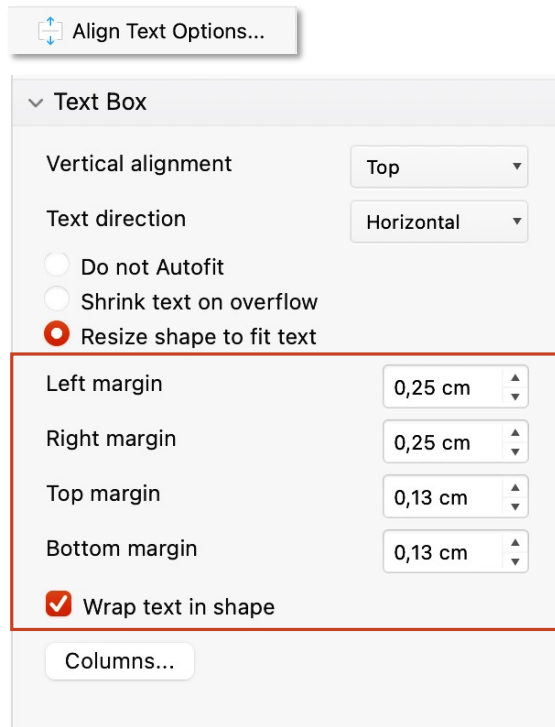 Align Text Options...
Text Box
Vertical alignment Top
Text direction Horizontal
Do not Autofit
Shrink text on overflow
Resize shape to fit text
Left margin 0,25 cm
Right margin 0,25 cm
Top margin 0,13 cm
Bottom margin 0,13 cm
Wrap text in shape
Columns...